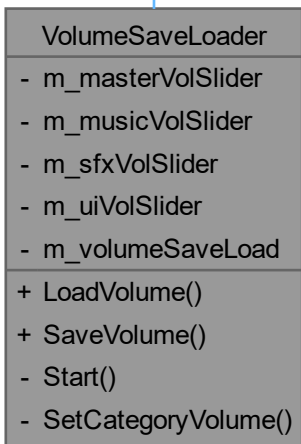 VolumeSaveLoader
- m_masterVolSlider
- m_musicVolSlider
- m_sfxVolSlider
- m_uiVolSlider
- m_volumeSaveLoad
+ LoadVolume()
+ SaveVolume()
- Start()
- SetCategoryVolume()